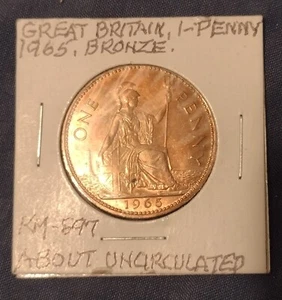 GREAT BRITAIN, 1-PENNY
1965, BRONZE.
ONE PENNY
1965
KM-897
ABOUT UNCIRCULATED